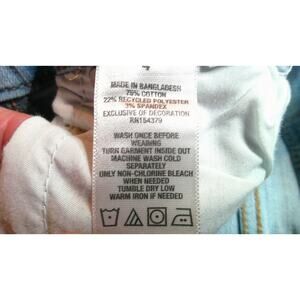 MADE IN BANGLADESH
75% COTTON
22% RECYCLED POLYESTER
3% SPANDEX
EXCLUSIVE OF DECORATION
RN154379
WASH ONCE BEFORE
WEARING
TURN GARMENT INSIDE OUT
MACHINE WASH COLD
SEPARATELY
ONLY NON-CHLORINE BLEACH
WHEN NEEDED
TUMBLE DRY LOW
WARM IRON IF NEEDED